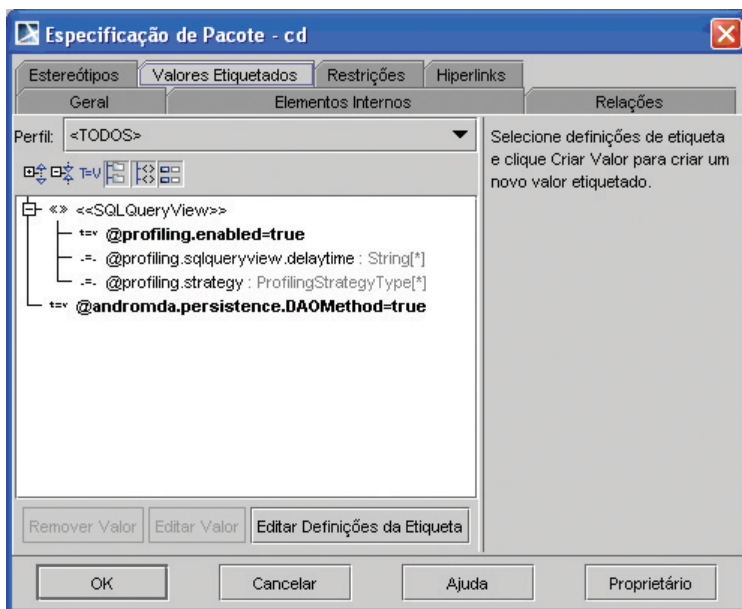 Especificação de Pacote - cd
Estereótipos Valores Etiquetados Restrições Hiperlinks
Geral Elementos Internos Relações
Perfil: <TODOS>
Selecione definições de etiqueta
e clique Criar Valor para criar um
novo valor etiquetado.
T=V
«» <<SQLQueryView>>
t=v @profiling.enabled=true
.=. @profiling.sqlqueryview.delaytime : String[*]
.=. @profiling.strategy : ProfilingStrategyType[*]
t=v @andromda.persistence.DAOMethod=true
Remover Valor Editar Valor Editar Definições da Etiqueta
OK Cancelar Ajuda Proprietário